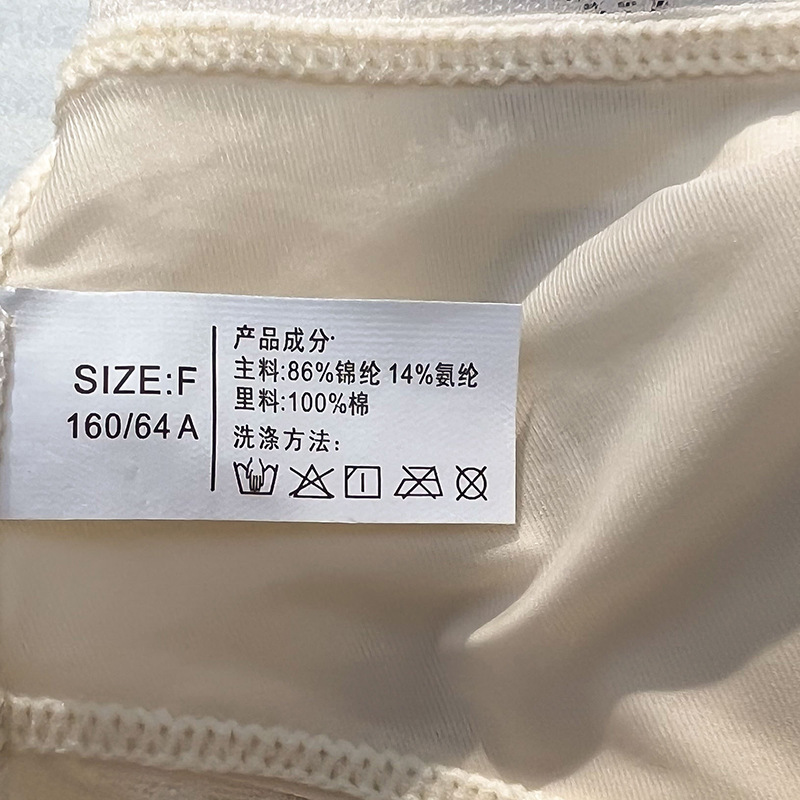 SIZE:F
160/64 A
产品成分·
主料:86%锦纶 14%氨纶
里料:100%棉
洗涤方法: